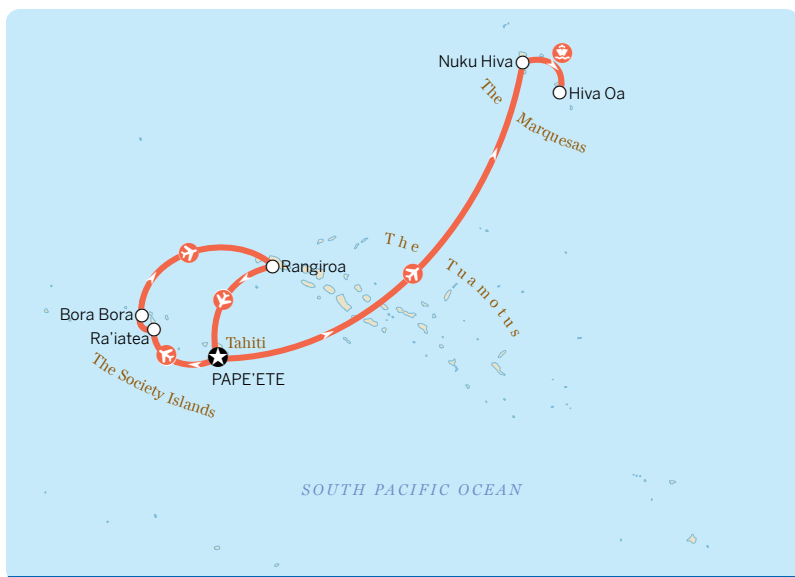 Nuku Hiva
Hiva Oa
The
Marquesas
The
Tuamotus
Rangiroa
Bora Bora
Ra’iatea
Tahiti
PAPE’ETE
The Society Islands
SOUTH PACIFIC OCEAN